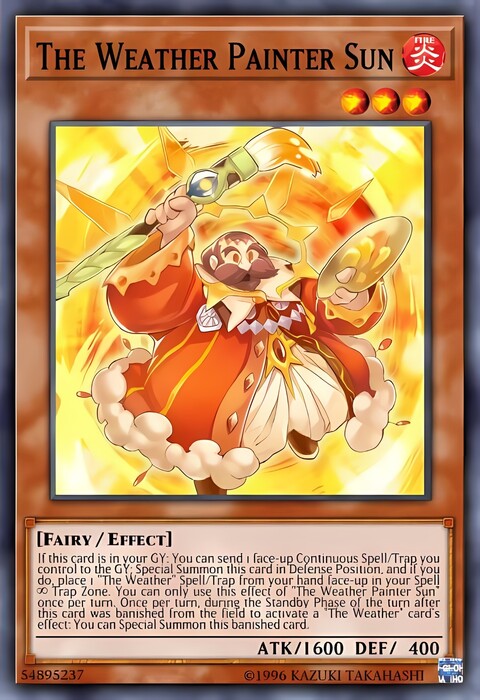 THE WEATHER PAINTER SUN
FIRE
炎
[FAIRY / EFFECT]
If this card is in your GY: You can send 1 face-up Continuous Spell/Trap you
control to the GY; Special Summon this card in Defense Position, and if you
do, place 1 "The Weather" Spell/Trap from your hand face-up in your Spell
∞ Trap Zone. You can only use this effect of "The Weather Painter Sun"
once per turn. Once per turn, during the Standby Phase of the turn after
this card was banished from the field to activate a "The Weather" card's
effect: You can Special Summon this banished card.
ATK/1600 DEF/ 400
54895237
©1996 KAZUKI TAKAHASHI